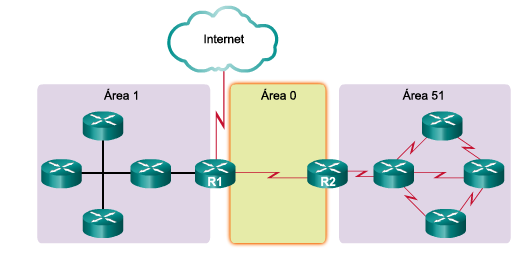 Internet
Área 1
Área 0
Área 51
R1
R2